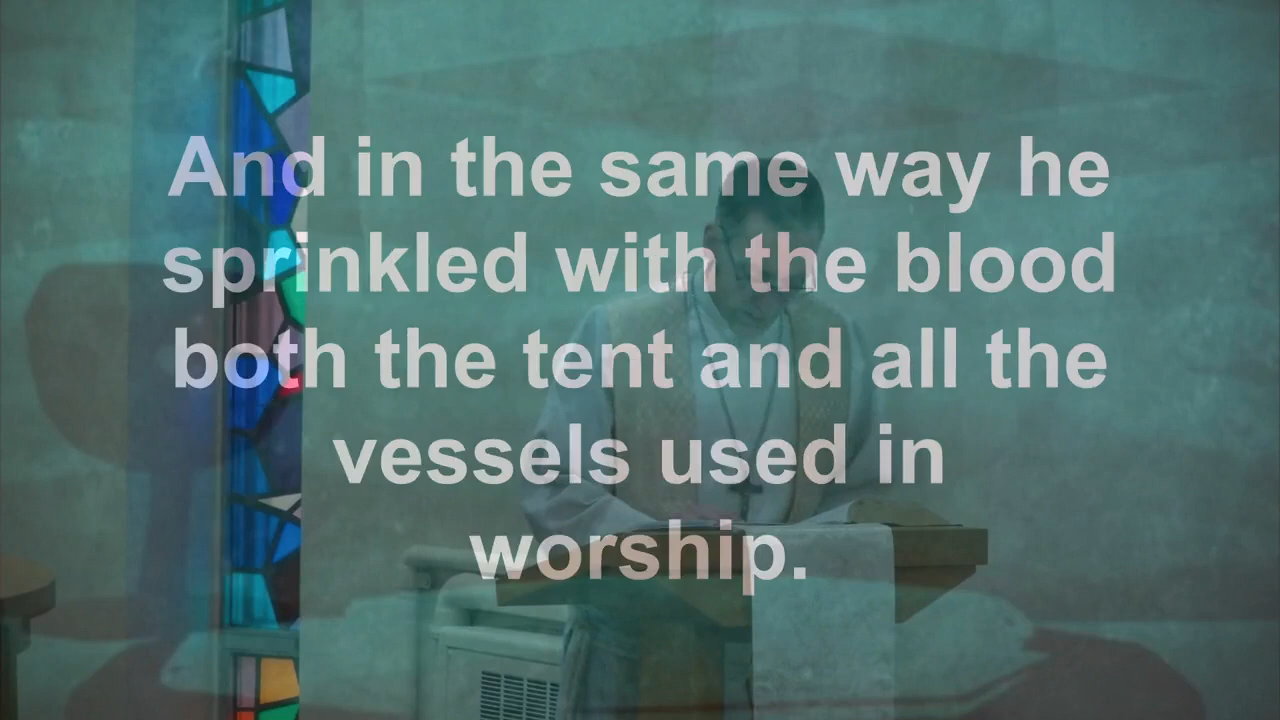 And in the same way he
sprinkled with the blood
both the tent and all the
vessels used in
worship.